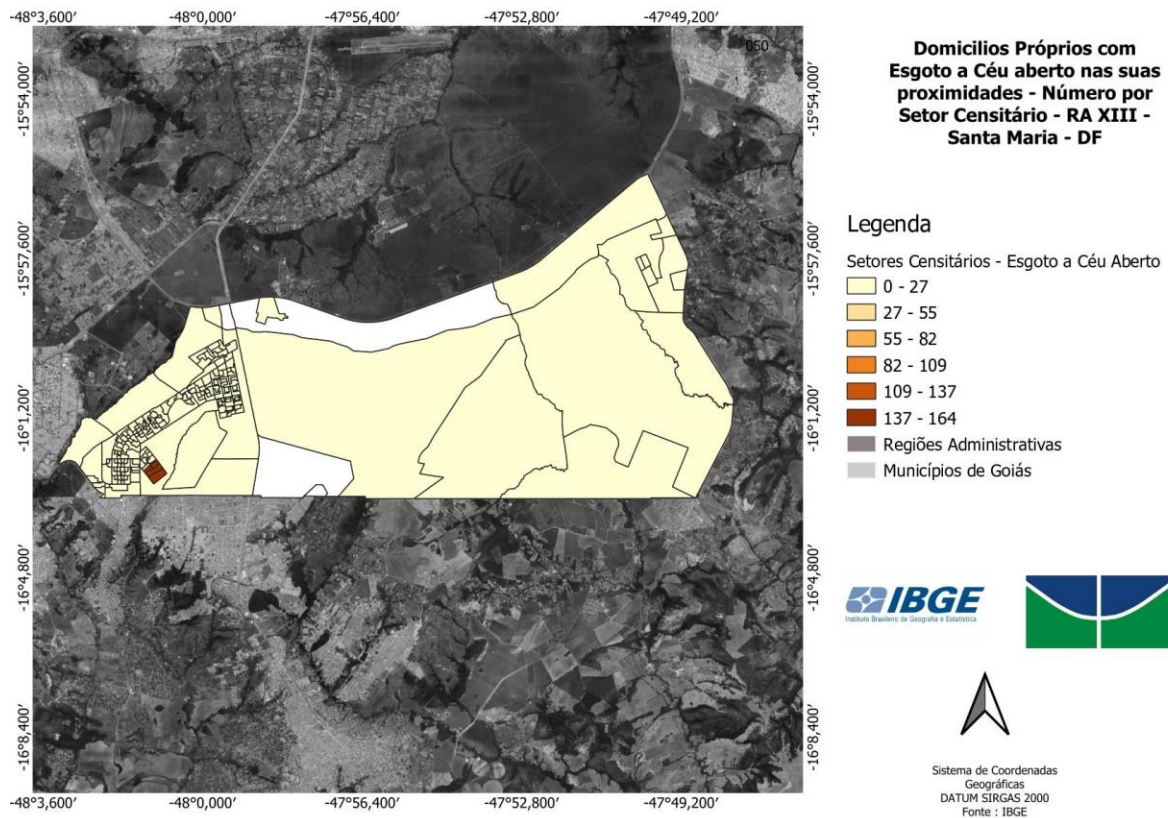 -48°3,600' -48°0,000' -47°56,400' -47°52,800' -47°49,200'
050
-15°54,000' -15°54,000'
-15°57,600' -15°57,600'
-16°1,200' -16°1,200'
-16°4,800' -16°4,800'
-16°8,400' -16°8,400'
-48°3,600' -48°0,000' -47°56,400' -47°52,800' -47°49,200'
Domicilios Próprios com
Esgoto a Céu aberto nas suas
proximidades - Número por
Setor Censitário - RA XIII -
Santa Maria - DF
Legenda
Setores Censitários - Esgoto a Céu Aberto
0 - 27
27 - 55
55 - 82
82 - 109
109 - 137
137 - 164
Regiões Administrativas
Municípios de Goiás
IBGE
Instituto Brasileiro de Geografia e Estatística
Sistema de Coordenadas
Geográficas
DATUM SIRGAS 2000
Fonte : IBGE